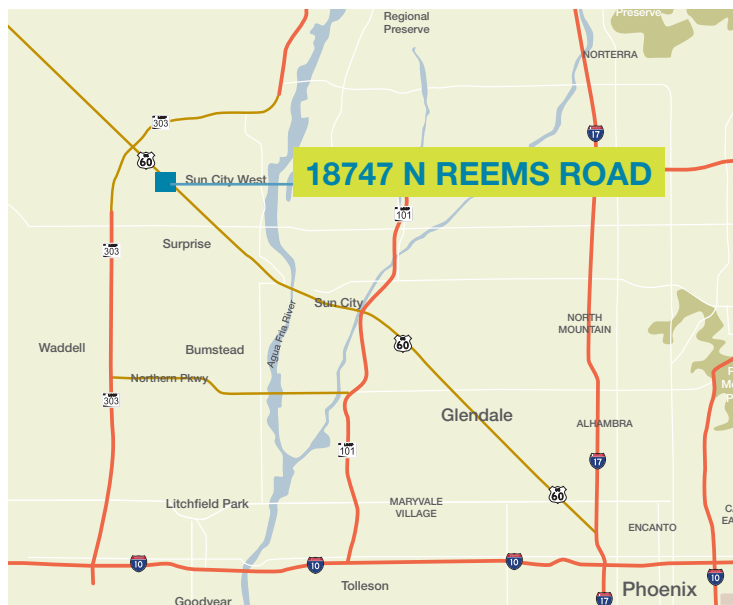 Regional
Preserve
Preserve
NORTERRA
303
17
60
Sun City West
18747 N REEMS ROAD
101
303
Surprise
Agua Fria River
Sun City
NORTH
MOUNTAIN
60
Waddell
Bumstead
Northern Pkwy
303
Glendale
ALHAMBRA
101
17
60
Litchfield Park
MARYVALE
VILLAGE
ENCANTO
10
10
10
10
Tolleson
Phoenix
Goodyear
17